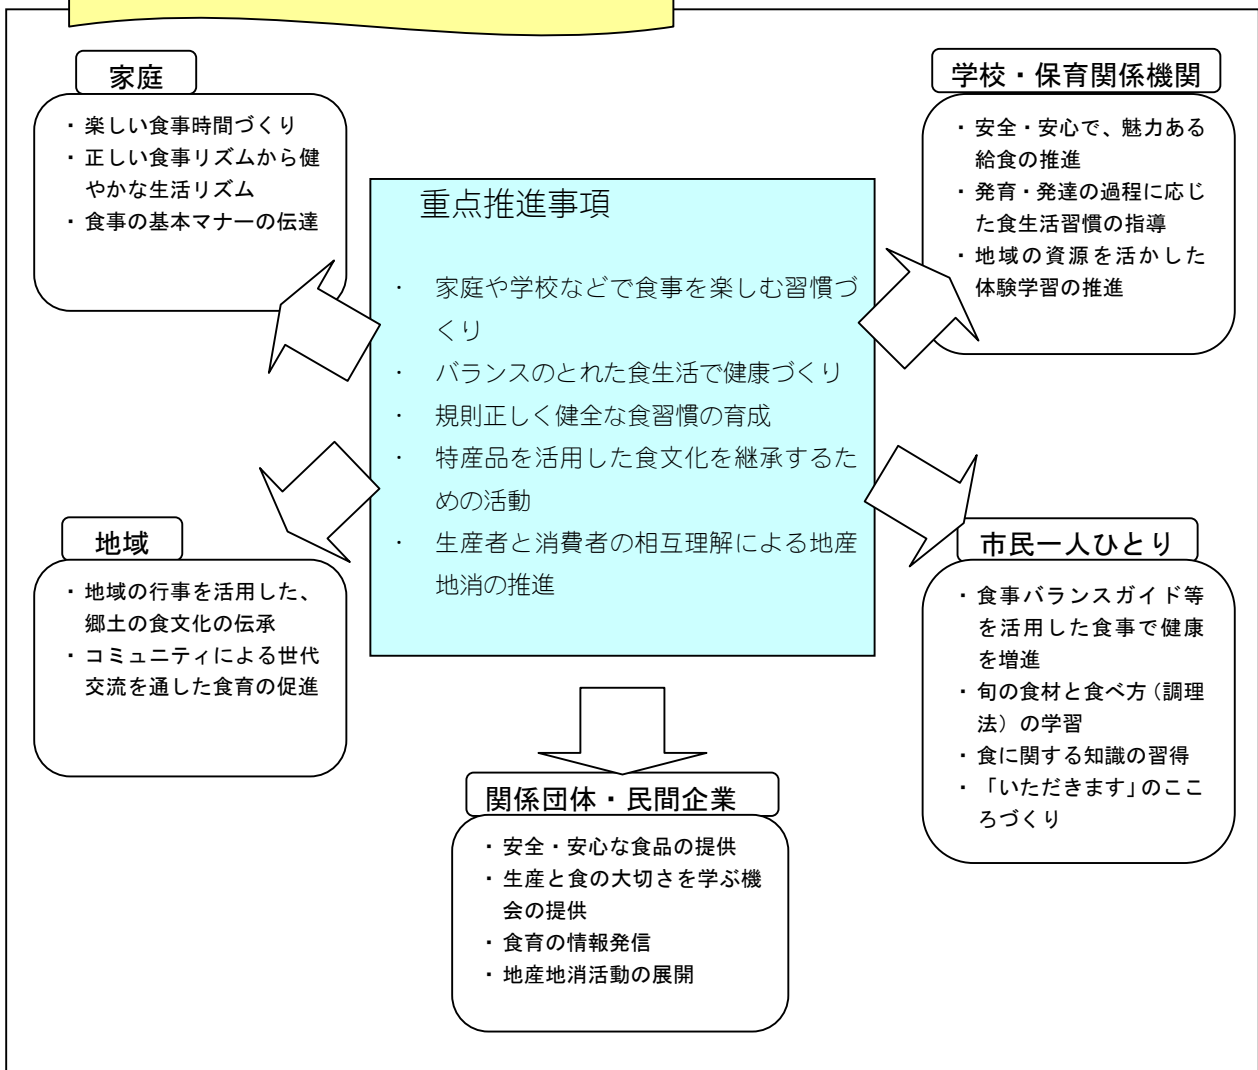 家庭
・楽しい食事時間づくり
・正しい食事リズムから健
やかな生活リズム
・食事の基本マナーの伝達
学校・保育関係機関
・安全・安心で、魅力ある
給食の推進
・発育・発達の過程に応じ
た食生活習慣の指導
・地域の資源を活かした
体験学習の推進
重点推進事項
・ 家庭や学校などで食事を楽しむ習慣づ
くり
・ バランスのとれた食生活で健康づくり
・ 規則正しく健全な食習慣の育成
・ 特産品を活用した食文化を継承するた
めの活動
・ 生産者と消費者の相互理解による地産
地消の推進
地域
・地域の行事を活用した、
郷土の食文化の伝承
・コミュニティによる世代
交流を通した食育の促進
市民一人ひとり
・食事バランスガイド等
を活用した食事で健康
を増進
・旬の食材と食べ方（調理
法）の学習
・食に関する知識の習得
・「いただきます」のここ
ろづくり
関係団体・民間企業
・安全・安心な食品の提供
・生産と食の大切さを学ぶ機
会の提供
・食育の情報発信
・地産地消活動の展開